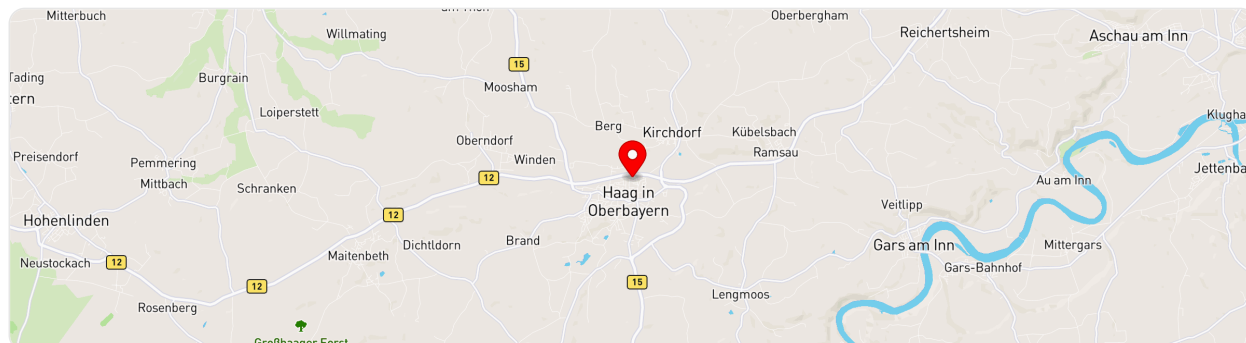 Mitterbuch
Oberbergham
Willmating
Reichertsheim
Aschau am Inn
15
Tading
Burgrain
Moosham
tern
Loiperstett
Klugha
Berg
Kirchdorf
Kübelsbach
Oberndorf
Preisendorf
Pemmering
Winden
Ramsau
Jettenba
12
Mittbach
Schranken
Au am Inn
Haag in
Oberbayern
Veitlipp
12
Hohenlinden
Brand
Dichtldorn
Gars am Inn
Mittergars
Maitenbeth
Neustockach
12
Gars-Bahnhof
15
12
Lengmoos
Rosenberg